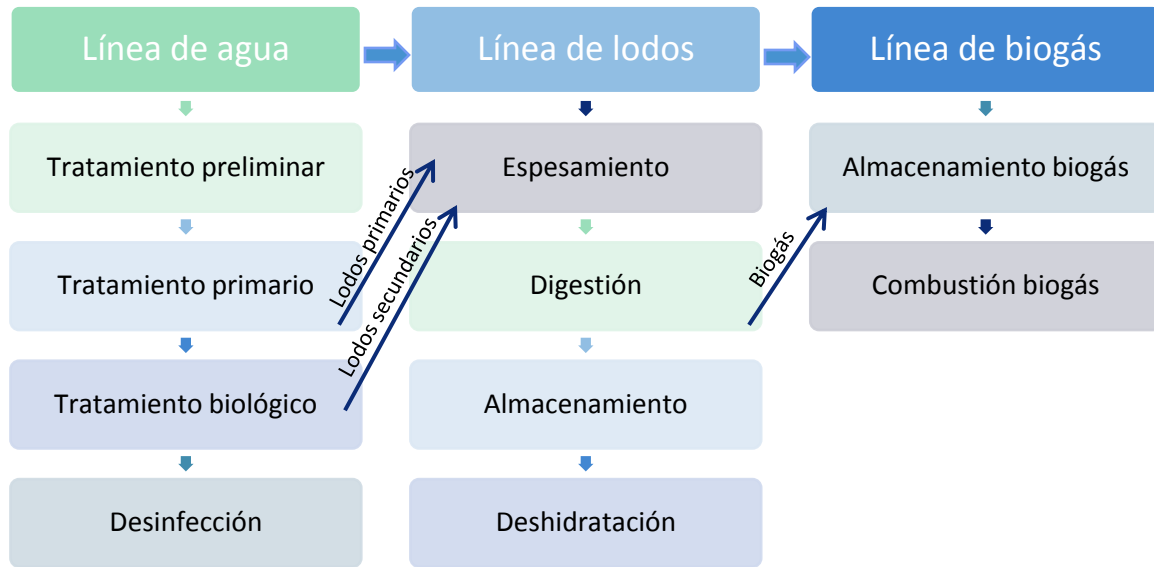 Línea de agua
Línea de lodos
Línea de biogás
Tratamiento preliminar
Espesamiento
Almacenamiento biogás
Lodos primarios
Lodos secundarios
Biogás
Tratamiento primario
Digestión
Combustión biogás
Tratamiento biológico
Almacenamiento
Desinfección
Deshidratación